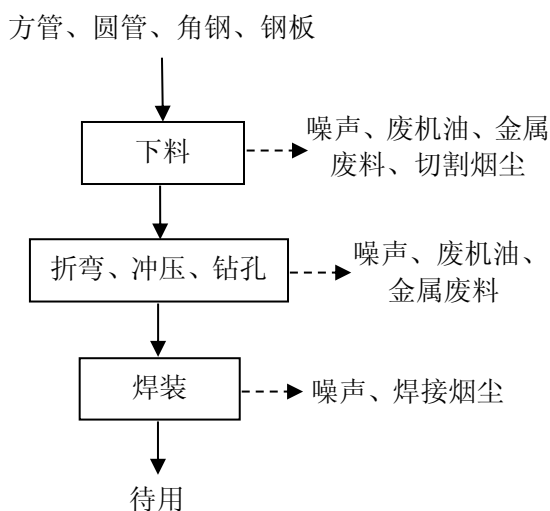 方管、圆管、角钢、钢板
下料
噪声、废机油、金属
废料、切割烟尘
折弯、冲压、钻孔
噪声、废机油、
金属废料
焊装
噪声、焊接烟尘
待用